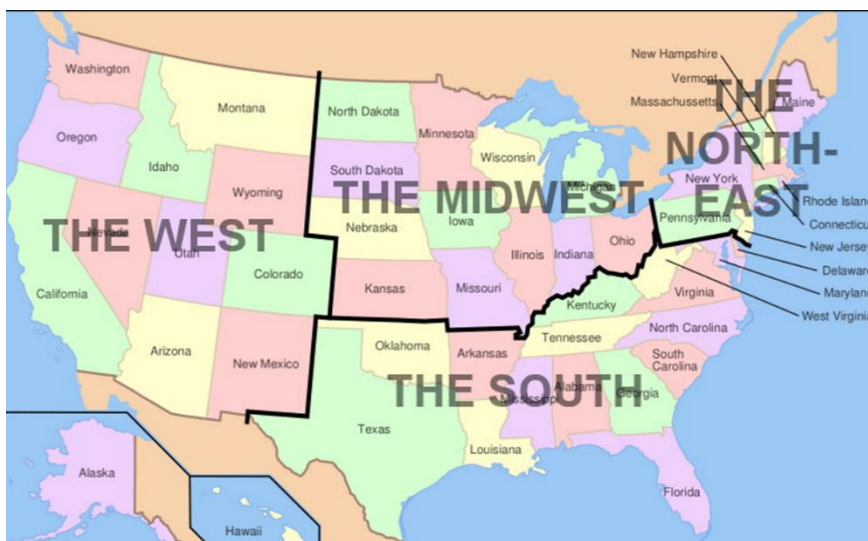 New Hampshire
Vermont
Massachusetts
THE
NORTH-
EAST
Maine
Washington
Montana
North Dakota
Minnesota
Oregon
Idaho
Wyoming
South Dakota
Wisconsin
Michigan
New York
Rhode Island
Connecticu
THE WEST
THE MIDWEST
Nevada
Utah
Colorado
Nebraska
Iowa
Illinois
Indiana
Ohio
Pennsylvania
New Jersey
Delaware
Maryland
West Virginia
California
Kansas
Missouri
Kentucky
Virginia
Arizona
New Mexico
Oklahoma
Arkansas
Tennessee
North Carolina
South
Carolina
THE SOUTH
Mississippi
Alabama
Georgia
Texas
Louisiana
Florida
Alaska
Hawaii